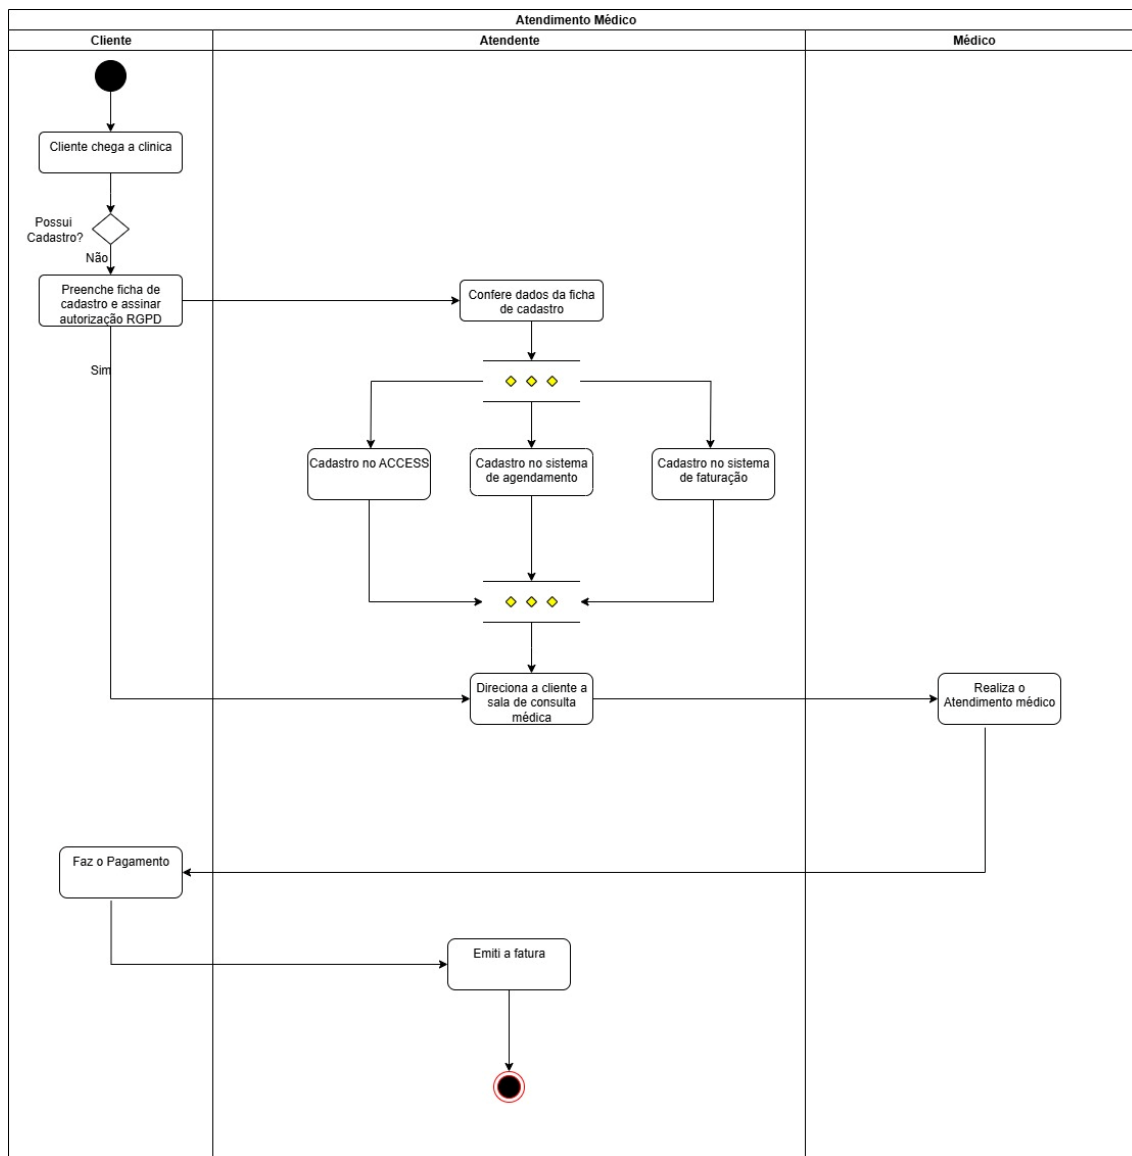 Atendimento Médico
Cliente
Atendente
Médico
Cliente chega a clinica
Possui
Cadastro?
Não
Preenche ficha de
cadastro e assinar
autorização RGPD
Confere dados da ficha
de cadastro
Sim
Cadastro no ACCESS
Cadastro no sistema
de agendamento
Cadastro no sistema
de faturação
Direciona a cliente a
sala de consulta
médica
Realiza o
Atendimento médico
Faz o Pagamento
Emiti a fatura